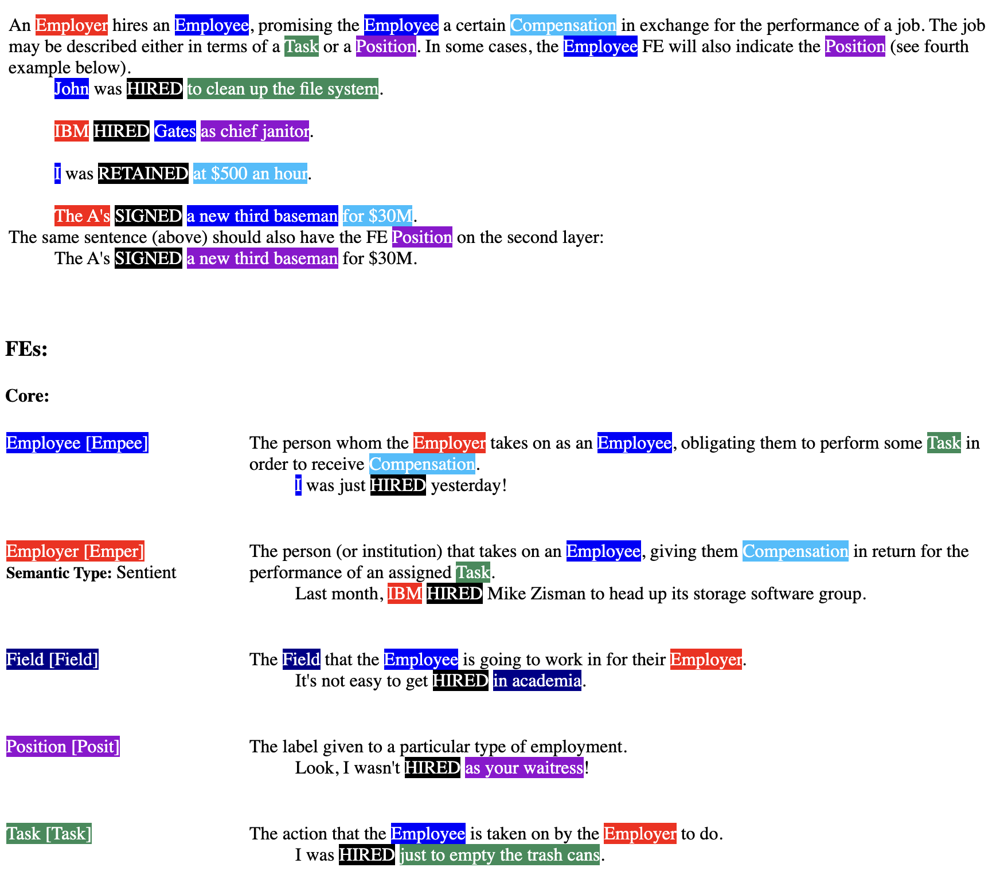 An Employer hires an Employee, promising the Employee a certain Compensation in exchange for the performance of a job. The job
may be described either in terms of a Task or a Position. In some cases, the Employee FE will also indicate the Position (see fourth
example below).
John was HIRED to clean up the file system.
IBM HIRED Gates as chief janitor.
I was RETAINED at $500 an hour.
The A's SIGNED a new third baseman for $30M.
The same sentence (above) should also have the FE Position on the second layer:
The A's SIGNED a new third baseman for $30M.
FEs:
Core:
Employee [Empee] The person whom the Employer takes on as an Employee, obligating them to perform some Task in
order to receive Compensation.
I was just HIRED yesterday!
Employer [Emper] The person (or institution) that takes on an Employee, giving them Compensation in return for the
Semantic Type: Sentient performance of an assigned Task.
Last month, IBM HIRED Mike Zisman to head up its storage software group.
Field [Field] The Field that the Employee is going to work in for their Employer.
It's not easy to get HIRED in academia.
Position [Posit] The label given to a particular type of employment.
Look, I wasn't HIRED as your waitress!
Task [Task] The action that the Employee is taken on by the Employer to do.
I was HIRED just to empty the trash cans.